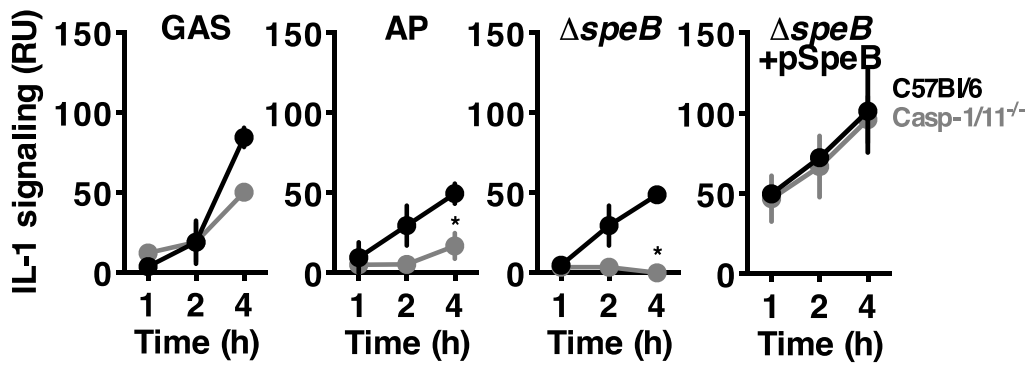 IL-1 signaling (RU)
GAS
150
100
50
0
1 2 4
Time (h)
AP
150
100
50
0
*
1 2 4
Time (h)
ΔspeB
150
100
50
0
*
1 2 4
Time (h)
ΔspeB
+pSpeB
150
100
50
0
1 2 4
Time (h)
C57Bl/6
Casp-1/11-/-